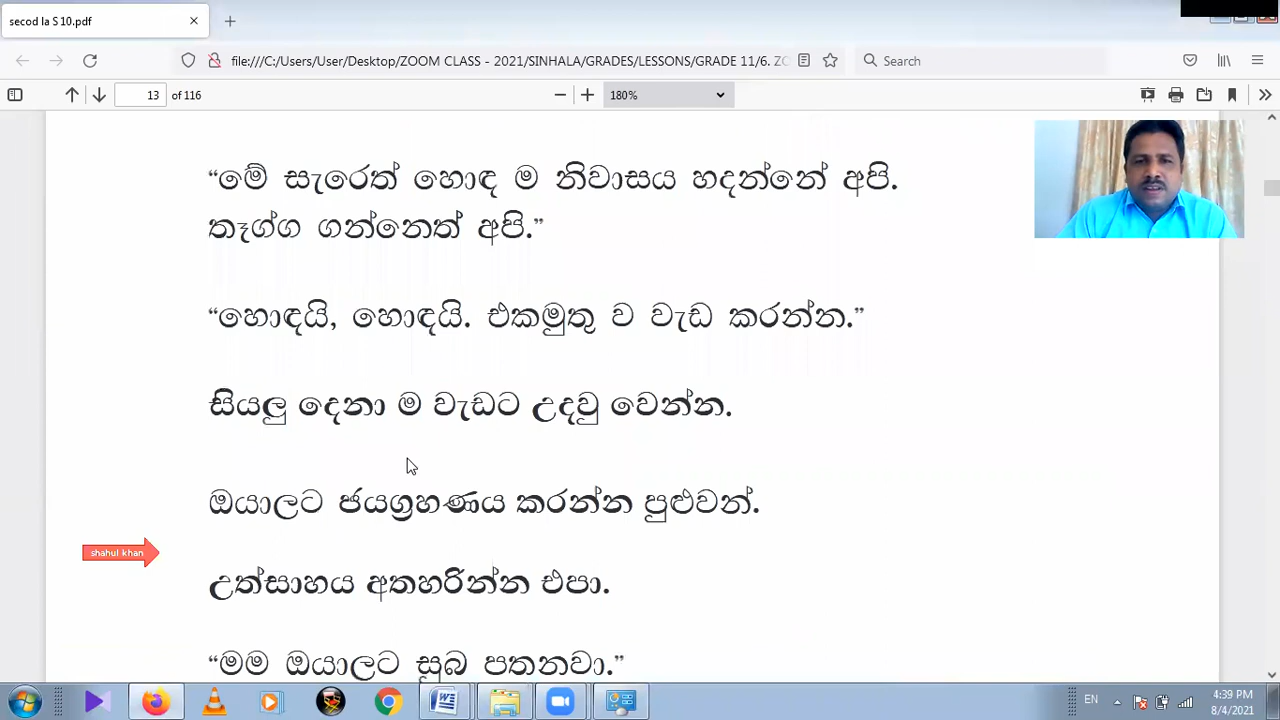 secod la S 10.pdf
file:///C:/Users/User/Desktop/ZOOM CLASS - 2021/SINHALA/GRADES/LESSONS/GRADE 11/6. ZC
Search
13 of 116
180%
“මේ සැරෙත් හොඳ ම නිවාසය හදන්නේ අපි.
තෑග්ග ගන්නෙත් අපි.”
“හොඳයි, හොඳයි. එකමුතු ව වැඩ කරන්න.”
සියලු දෙනා ම වැඩට උදවු වෙන්න.
ඔයාලට ජයග්‍රහණය කරන්න පුළුවන්.
shahul khan
උත්සාහය අතහරින්න එපා.
“මම ඔයාලට සුබ පතනවා.”
EN
4:39 PM
8/4/2021